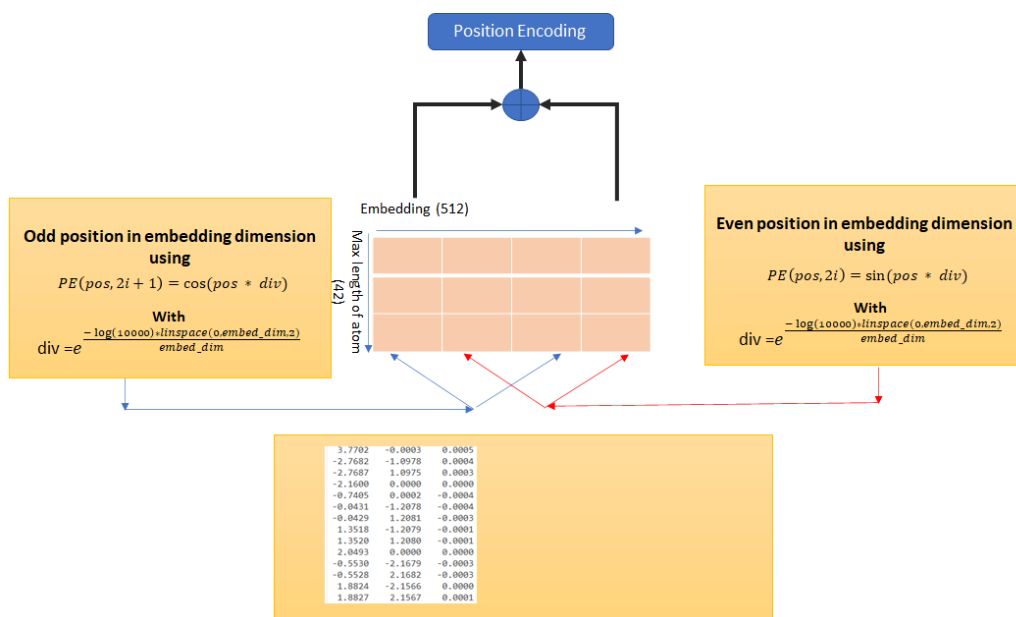 Position Encoding
Embedding (512)
Max length of atom
(42)
Odd position in embedding dimension
using
PE(pos, 2i + 1) = cos(pos * div)
With
div =e^(−log(10000)*linspace(0,embed_dim,2) / embed_dim)
Even position in embedding dimension
using
PE(pos, 2i) = sin(pos * div)
With
div =e^(−log(10000)*linspace(0,embed_dim,2) / embed_dim)
3.7702 -0.0003 0.0005
-2.7682 -1.0978 0.0004
-2.7687 1.0975 0.0003
-2.1600 0.0000 0.0000
-0.7405 0.0002 -0.0004
-0.0431 -1.2078 -0.0004
-0.0429 1.2081 -0.0003
1.3518 -1.2079 -0.0001
1.3520 1.2080 -0.0001
2.0493 0.0000 0.0000
-0.5530 -2.1679 -0.0003
-0.5528 2.1682 -0.0003
1.8824 -2.1566 0.0000
1.8827 2.1567 0.0001